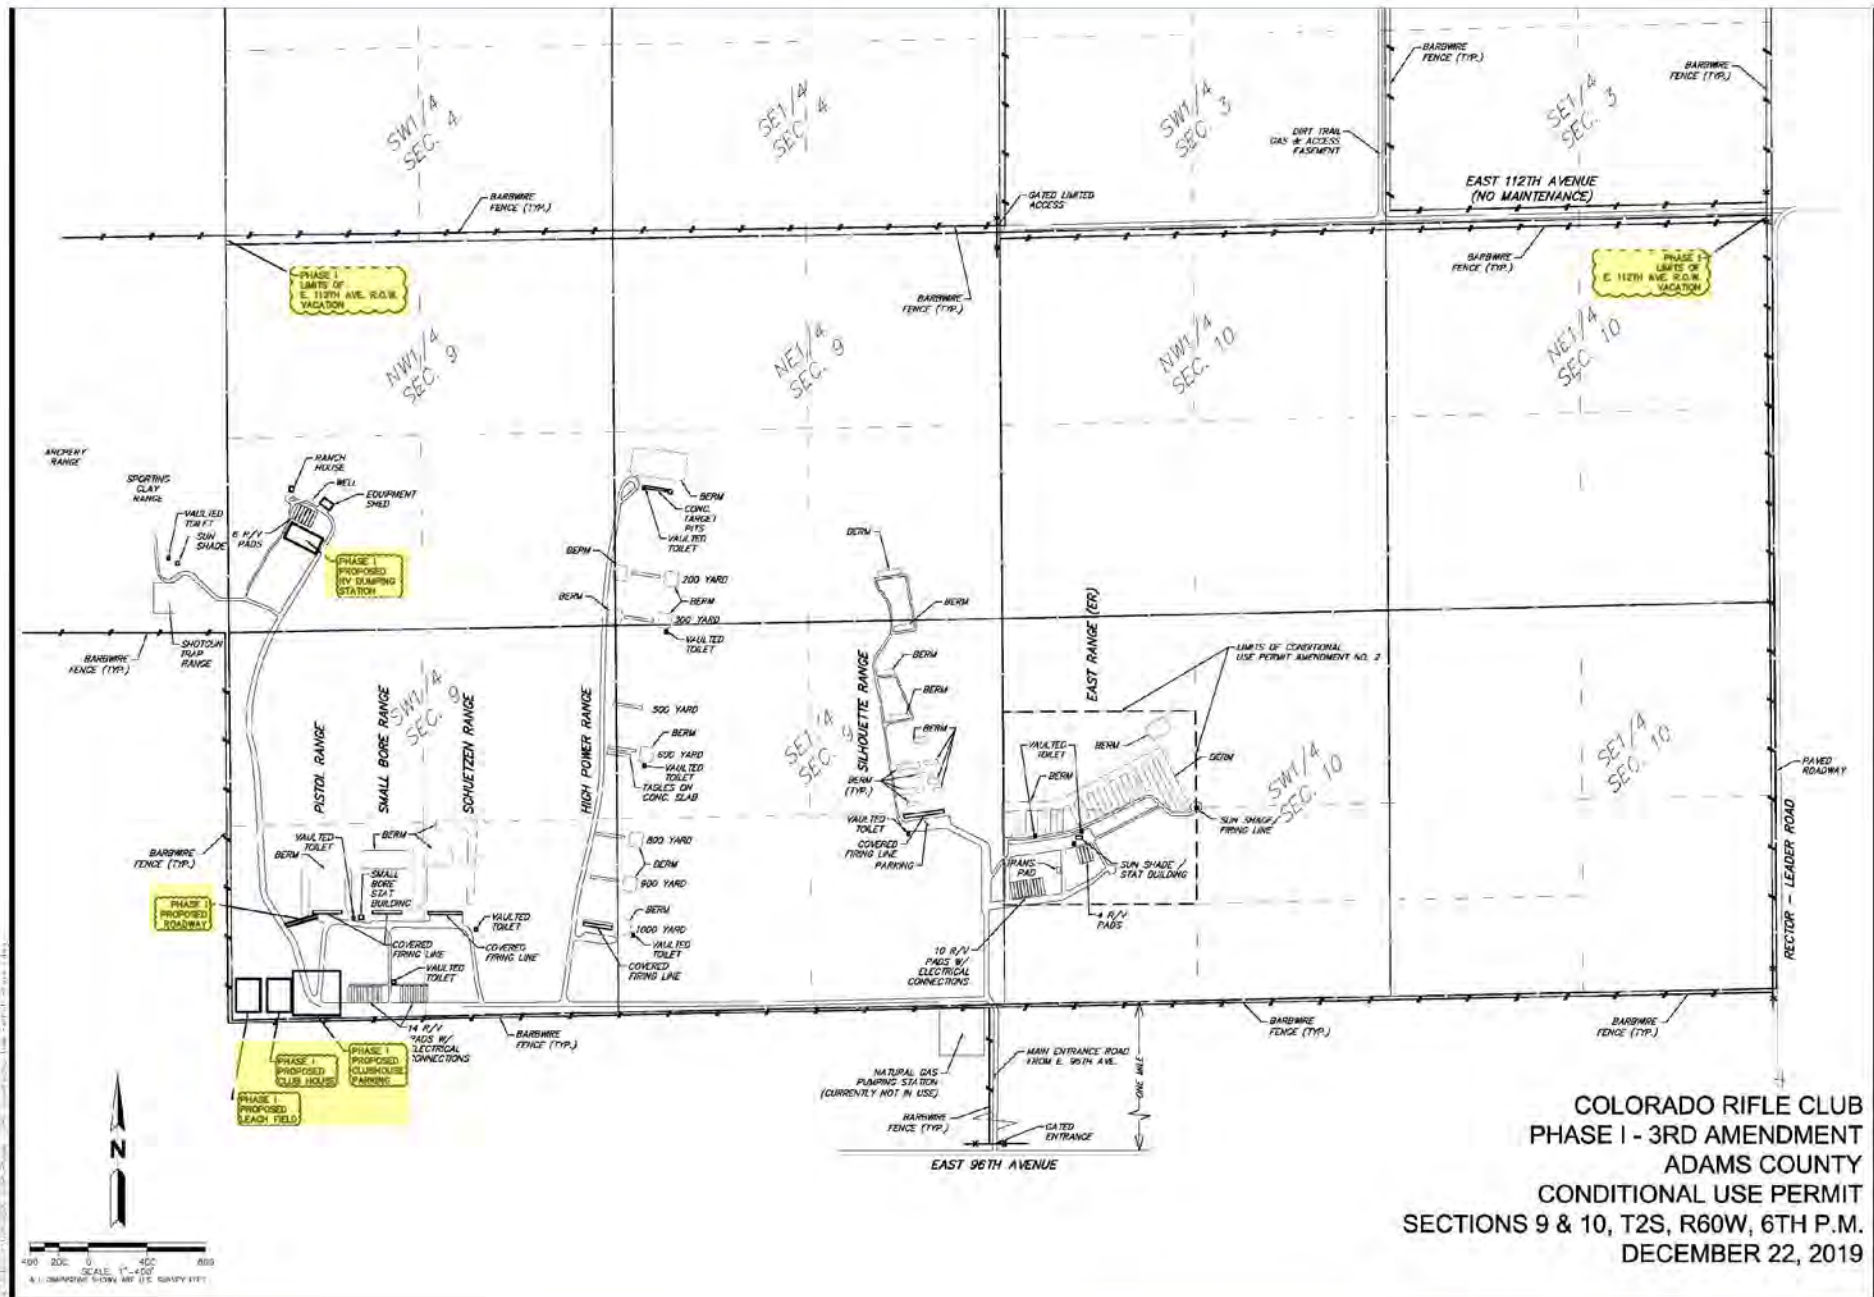 BARBWIRE
FENCE (TYP.)
BARBWIRE
FENCE (TYP.)
SW1/4
SEC. 4
SE1/4
SEC. 4
SW1/4
SEC. 3
SE1/4
SEC. 3
DIRT TRAIL
GAS & ACCESS
EASEMENT
EAST 112TH AVENUE
(NO MAINTENANCE)
BARBWIRE
FENCE (TYP.)
GATED LIMITED
ACCESS
PHASE I
LIMITS OF
E. 112TH AVE. R.O.W.
VACATION
BARBWIRE
FENCE (TYP.)
BARBWIRE
FENCE (TYP.)
PHASE I
LIMITS OF
E. 112TH AVE. R.O.W.
VACATION
NW1/4
SEC. 9
NE1/4
SEC. 9
NW1/4
SEC. 10
NE1/4
SEC. 10
ARCHERY
RANGE
SPORTING
CLAY
RANGE
RANCH
HOUSE
WELL
EQUIPMENT
SHED
VAULTED
TOILET
SUN
SHADE
6 R/V
PADS
PHASE I
PROPOSED
RV DUMPING
STATION
BERM
CONC.
TARGET
PITS
VAULTED
TOILET
BERM
200 YARD
BERM
BERM
300 YARD
VAULTED
TOILET
BERM
BERM
SHOTGUN
TRAP
RANGE
BARBWIRE
FENCE (TYP.)
EAST RANGE (ER)
LIMITS OF CONDITIONAL
USE PERMIT AMENDMENT NO. 2
PISTOL RANGE
SMALL BORE RANGE
SW1/4
SEC. 9
SCHUETZEN RANGE
HIGH POWER RANGE
500 YARD
BERM
600 YARD
VAULTED
TOILET
TABLES ON
CONC. SLAB
SE1/4
SEC. 9
SILHOUETTE RANGE
BERM
BERM
BERM
BERM
(TYP.)
VAULTED
TOILET
BERM
BERM
BERM
SW1/4
SEC. 10
SE1/4
SEC. 10
PAVED
ROADWAY
RECTOR - LEADER ROAD
BARBWIRE
FENCE (TYP.)
VAULTED
TOILET
BERM
BERM
SMALL
BORE
STAT
BUILDING
800 YARD
BERM
900 YARD
VAULTED
TOILET
COVERED
FIRING LINE
PARKING
SUN SHADE/
FIRING LINE
TRANS.
PAD
SUN SHADE /
STAT BUILDING
4 R/V
PADS
PHASE I
PROPOSED
ROADWAY
COVERED
FIRING LINE
VAULTED
TOILET
VAULTED
TOILET
COVERED
FIRING LINE
BERM
1000 YARD
VAULTED
TOILET
COVERED
FIRING LINE
10 R/V
PADS W/
ELECTRICAL
CONNECTIONS
14 R/V
PADS W/
ELECTRICAL
CONNECTIONS
BARBWIRE
FENCE (TYP.)
PHASE I
PROPOSED
CLUB HOUSE
PHASE I
PROPOSED
CLUBHOUSE
PARKING
PHASE I
PROPOSED
LEACH FIELD
NATURAL GAS
PUMPING STATION
(CURRENTLY NOT IN USE)
MAIN ENTRANCE ROAD
FROM E. 96TH AVE.
ONE MILE
BARBWIRE
FENCE (TYP.)
GATED
ENTRANCE
BARBWIRE
FENCE (TYP.)
BARBWIRE
FENCE (TYP.)
EAST 96TH AVENUE
N
400 200 0 400 800
SCALE: 1"=400'
COLORADO RIFLE CLUB
PHASE I - 3RD AMENDMENT
ADAMS COUNTY
CONDITIONAL USE PERMIT
SECTIONS 9 & 10, T2S, R60W, 6TH P.M.
DECEMBER 22, 2019